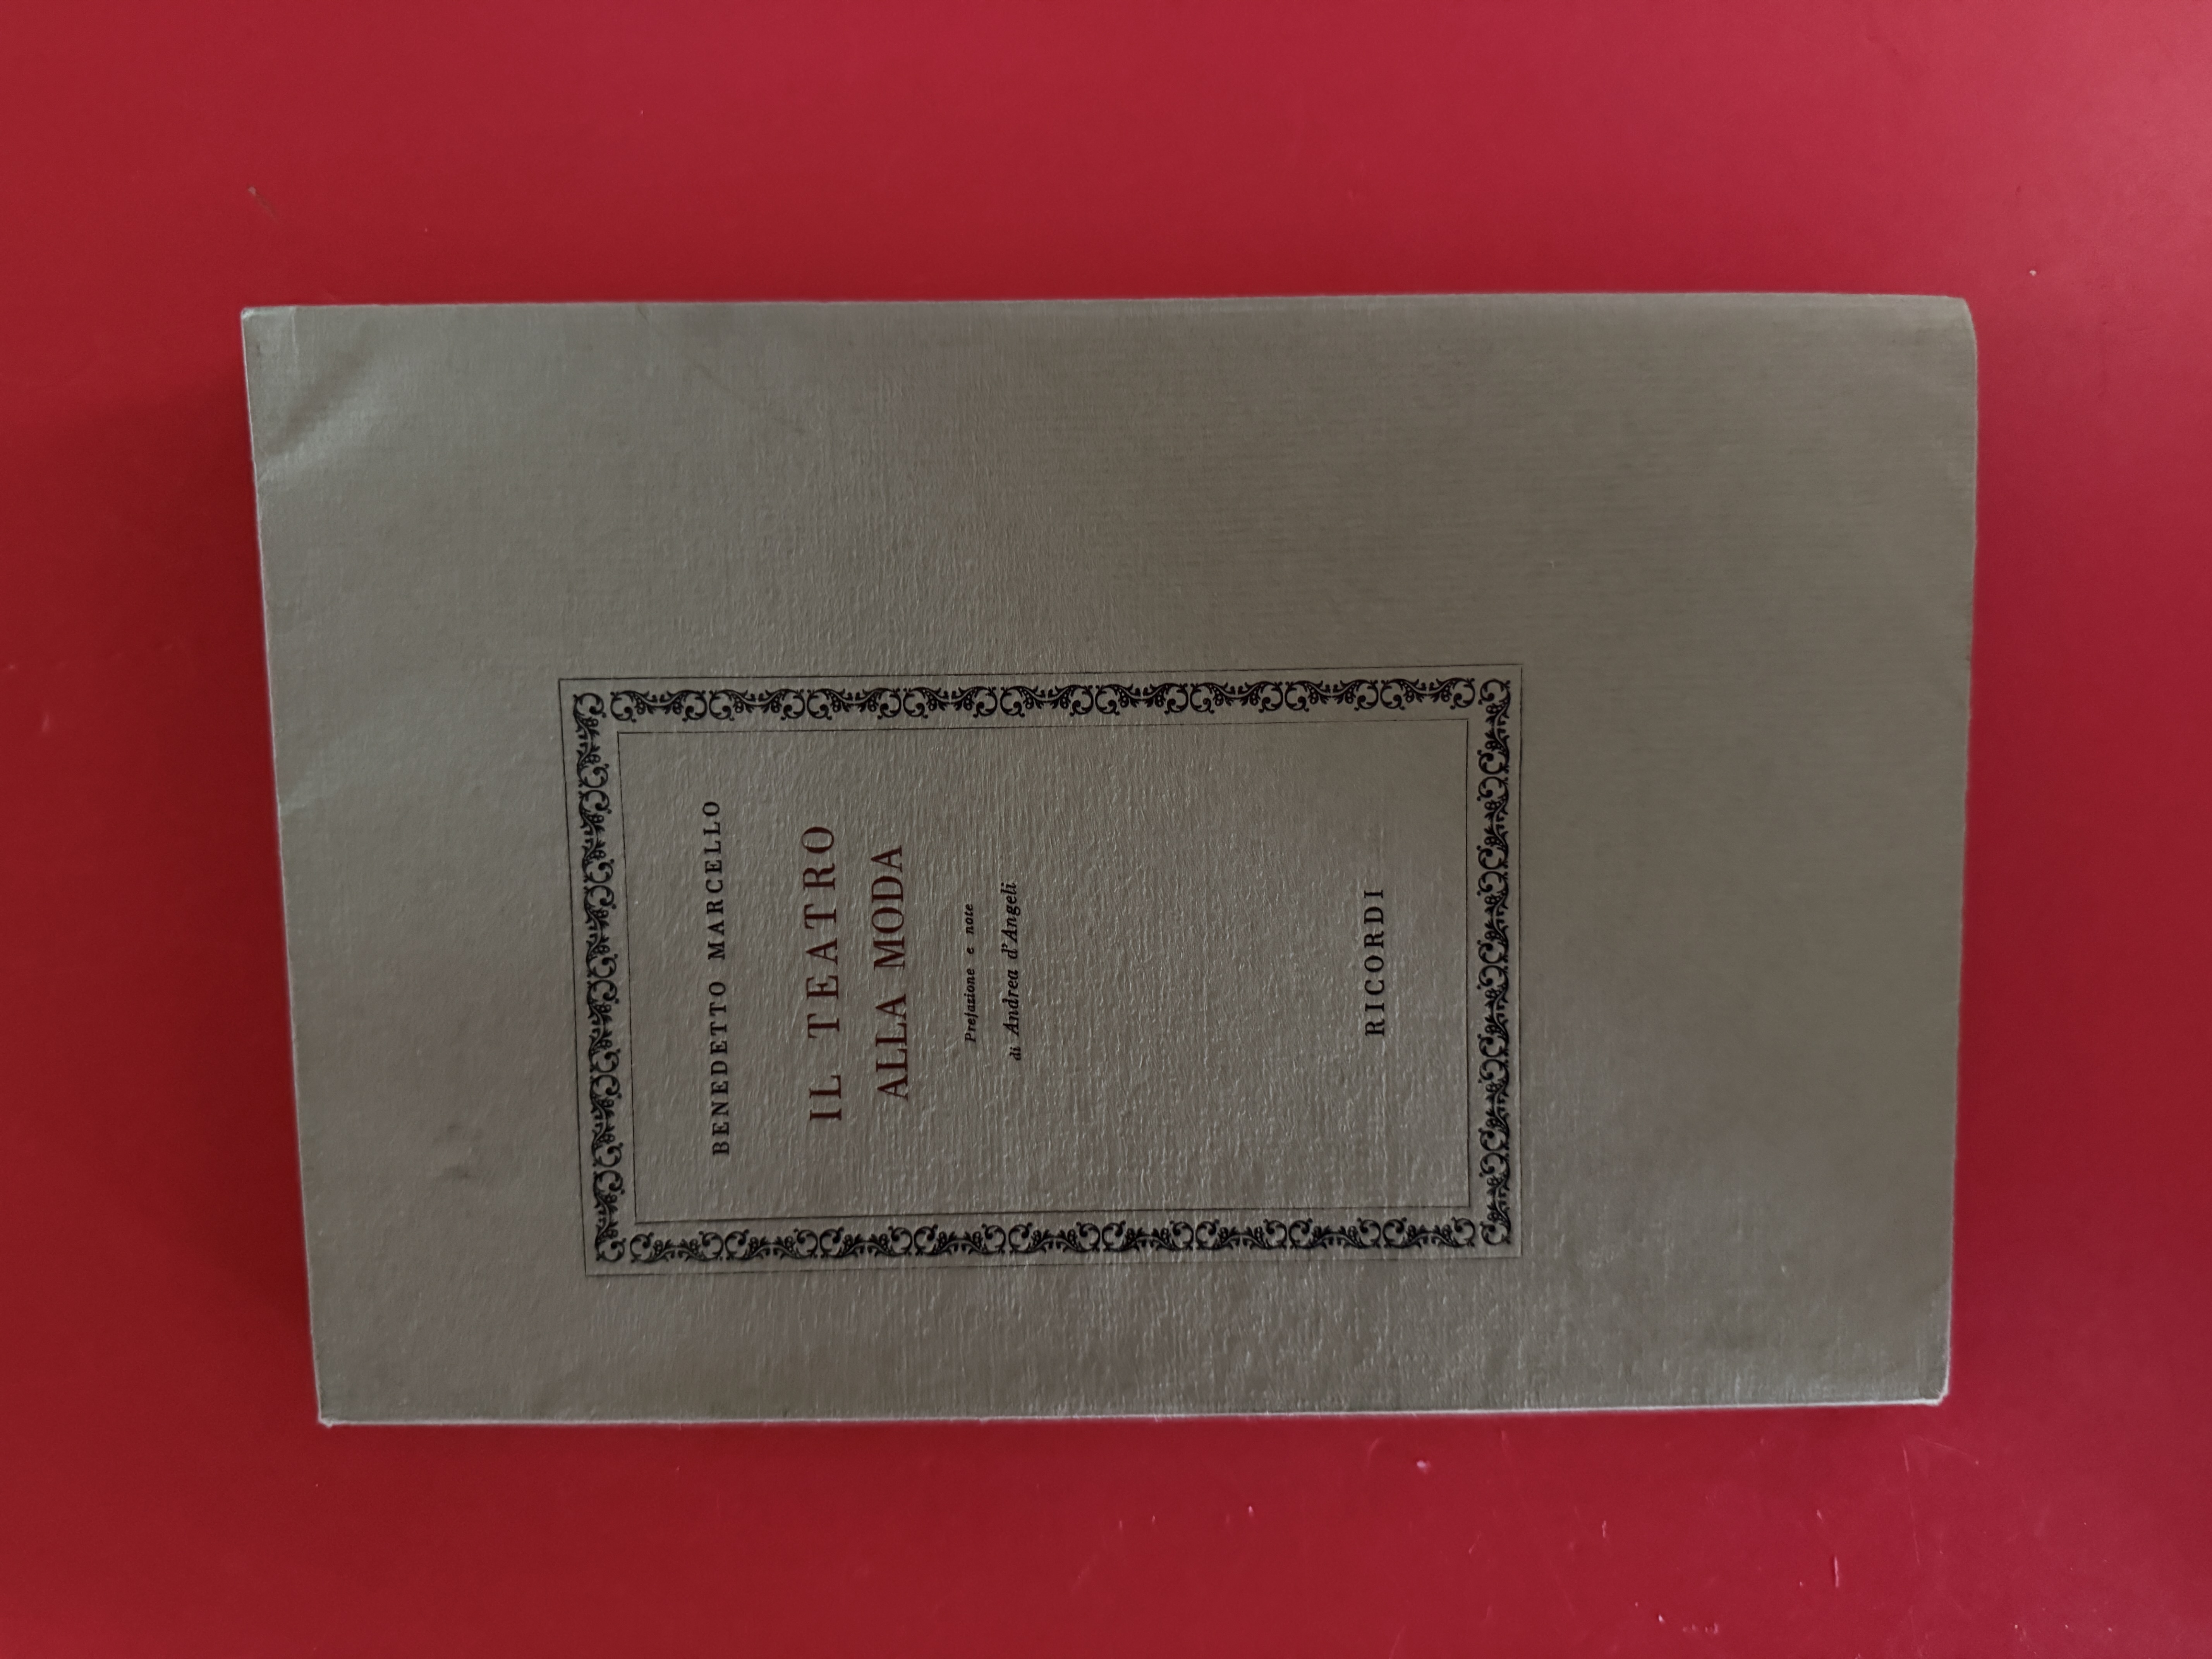 BENEDETTO MARCELLO
IL TEATRO
ALLA MODA
Prefazione e note
di Andrea d'Angeli
RICORDI